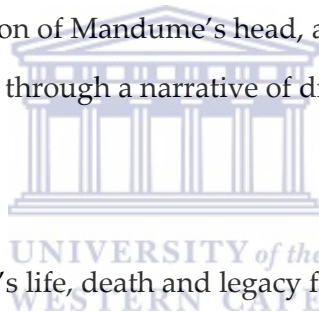 on of Mandume’s head, a
through a narrative of di
UNIVERSITY of the
’s life, death and legacy f
WESTERN CAPE